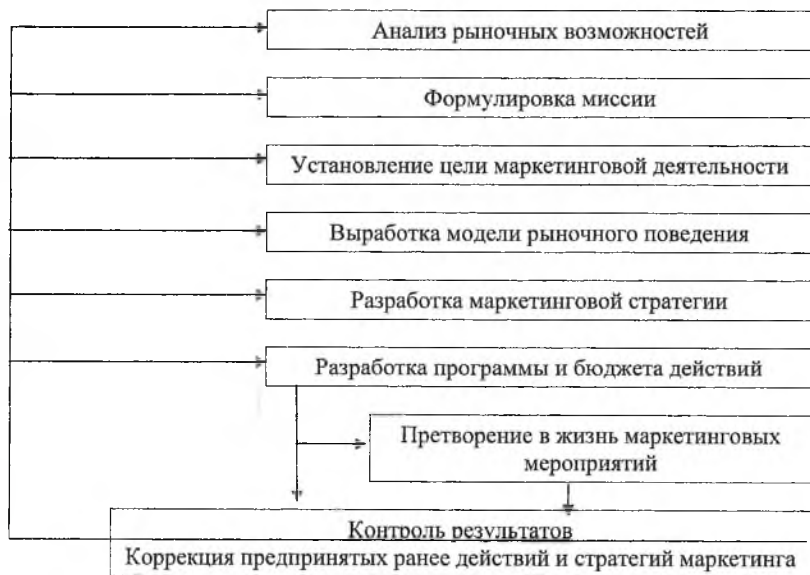 Анализ рыночных возможностей
Формулировка миссии
Установление цели маркетинговой деятельности
Выработка модели рыночного поведения
Разработка маркетинговой стратегии
Разработка программы и бюджета действий
Претворение в жизнь маркетинговых
мероприятий
Контроль результатов
Коррекция предпринятых ранее действий и стратегий маркетинга